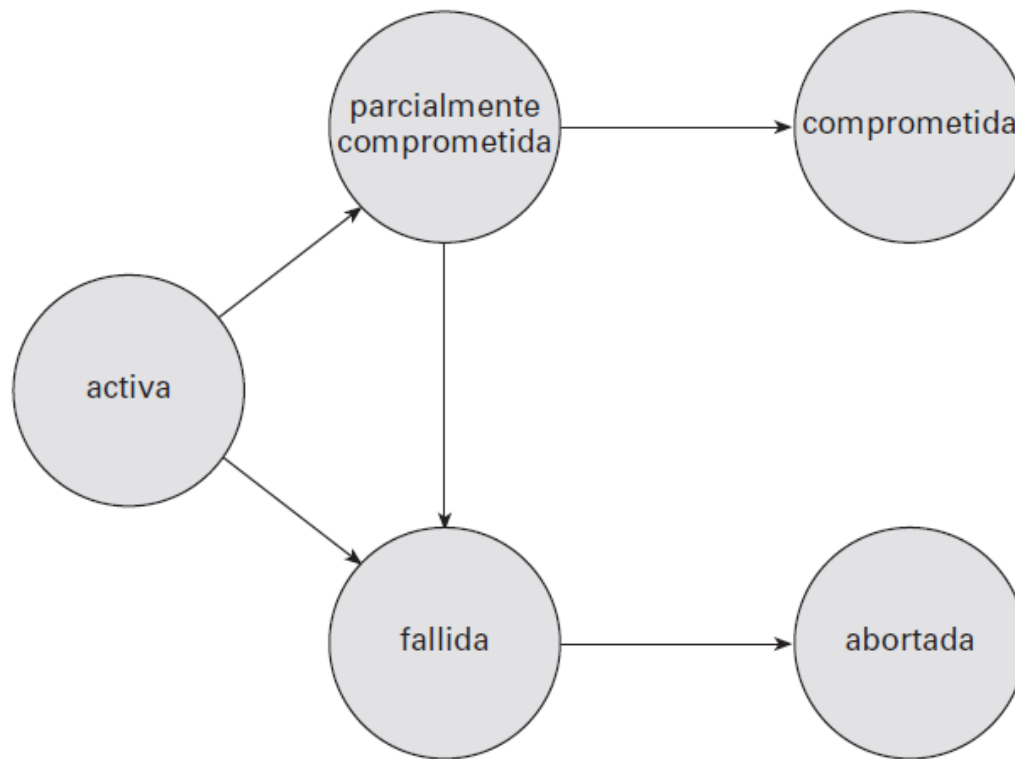 parcialmente
comprometida
comprometida
activa
fallida
abortada